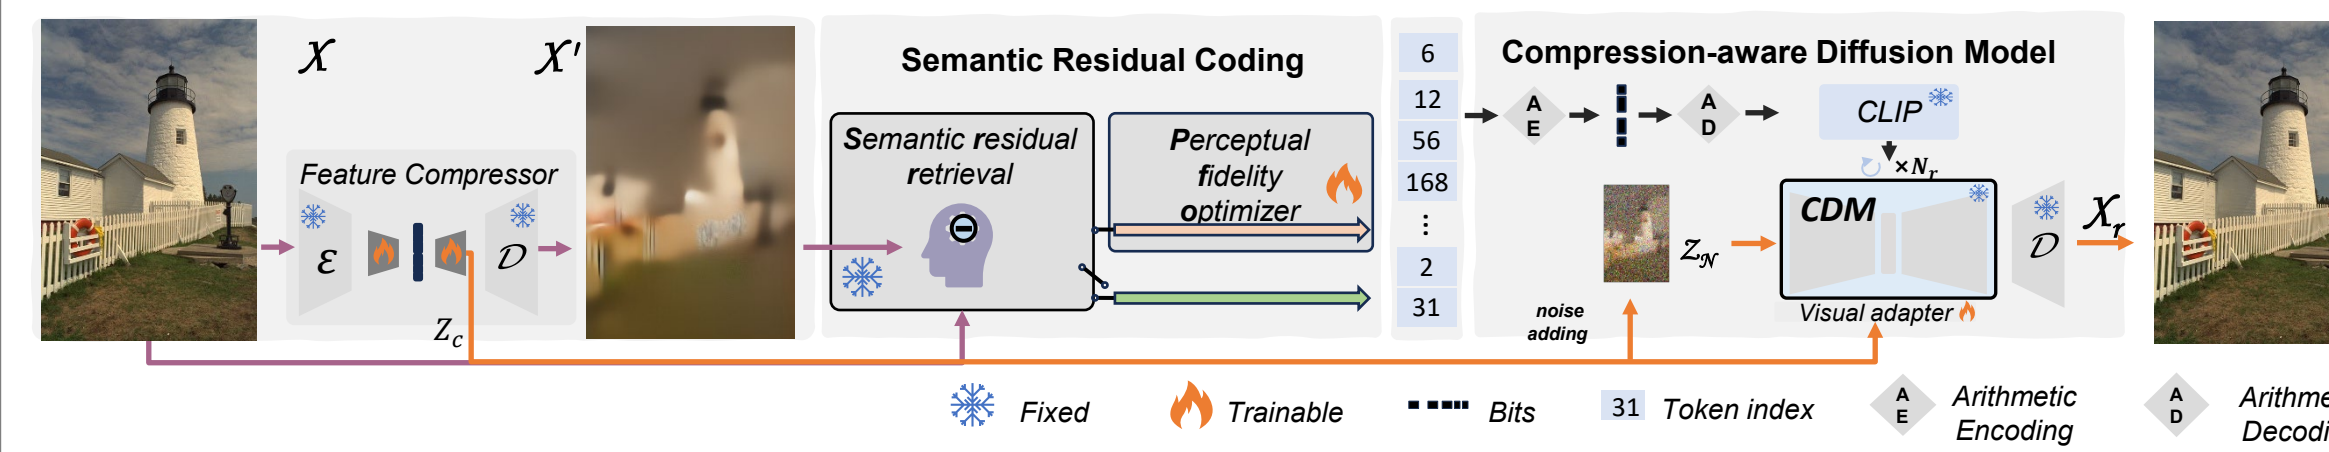 𝒳
𝒳′
Feature Compressor
ℰ
𝒟
Z_c
Semantic Residual Coding
Semantic residual
retrieval
Perceptual
fidelity
optimizer
6
12
56
168
⋮
2
31
Compression-aware Diffusion Model
A
E
A
D
CLIP
×N_r
CDM
z_𝒩
noise
adding
Visual adapter
𝒟
𝒳_r
Fixed
Trainable
Bits
31 Token index
A
E
Arithmetic
Encoding
A
D
Arithme
Decodi